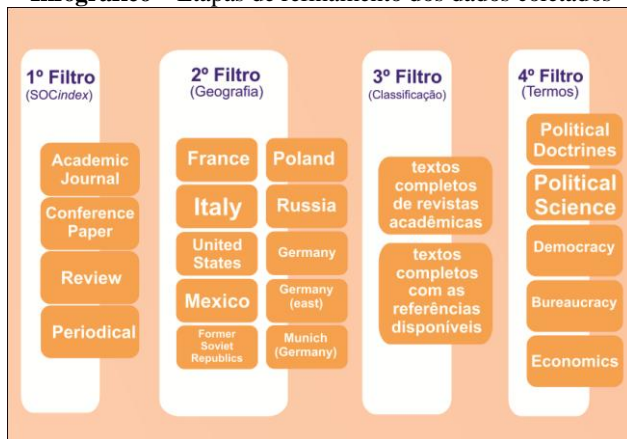 Infográfico – Etapas de refinamento dos dados coletados
1º Filtro
(SOCindex)
Academic
Journal
Conference
Paper
Review
Periodical
2º Filtro
(Geografia)
France
Poland
Italy
Russia
United
States
Germany
Mexico
Germany
(east)
Former
Soviet
Republics
Munich
(Germany)
3º Filtro
(Classificação)
textos
completos
de revistas
acadêmicas
textos
completos
com as
referências
disponíveis
4º Filtro
(Termos)
Political
Doctrines
Political
Science
Democracy
Bureaucracy
Economics